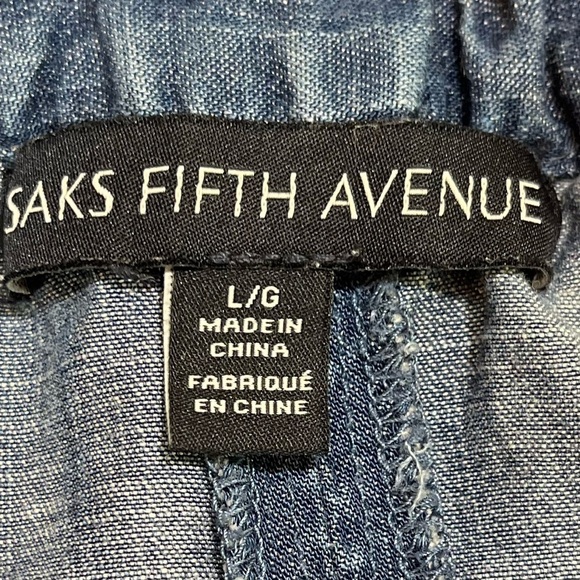 SAKS FIFTH AVENUE
L/G
MADE IN
CHINA
FABRIQUÉ
EN CHINE